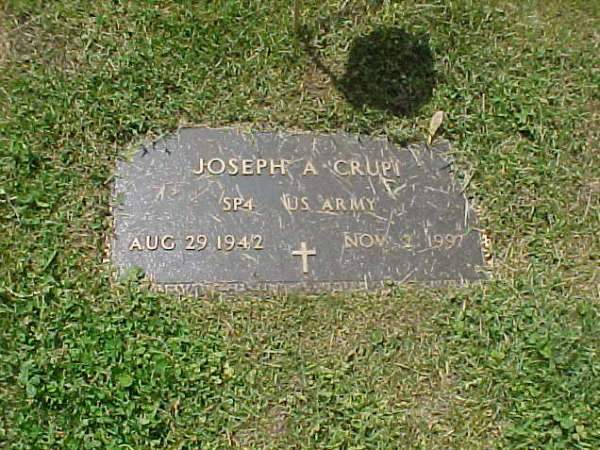 JOSEPH A CRUPI
SP4 US ARMY
AUG 29 1942 NOV 2 1997